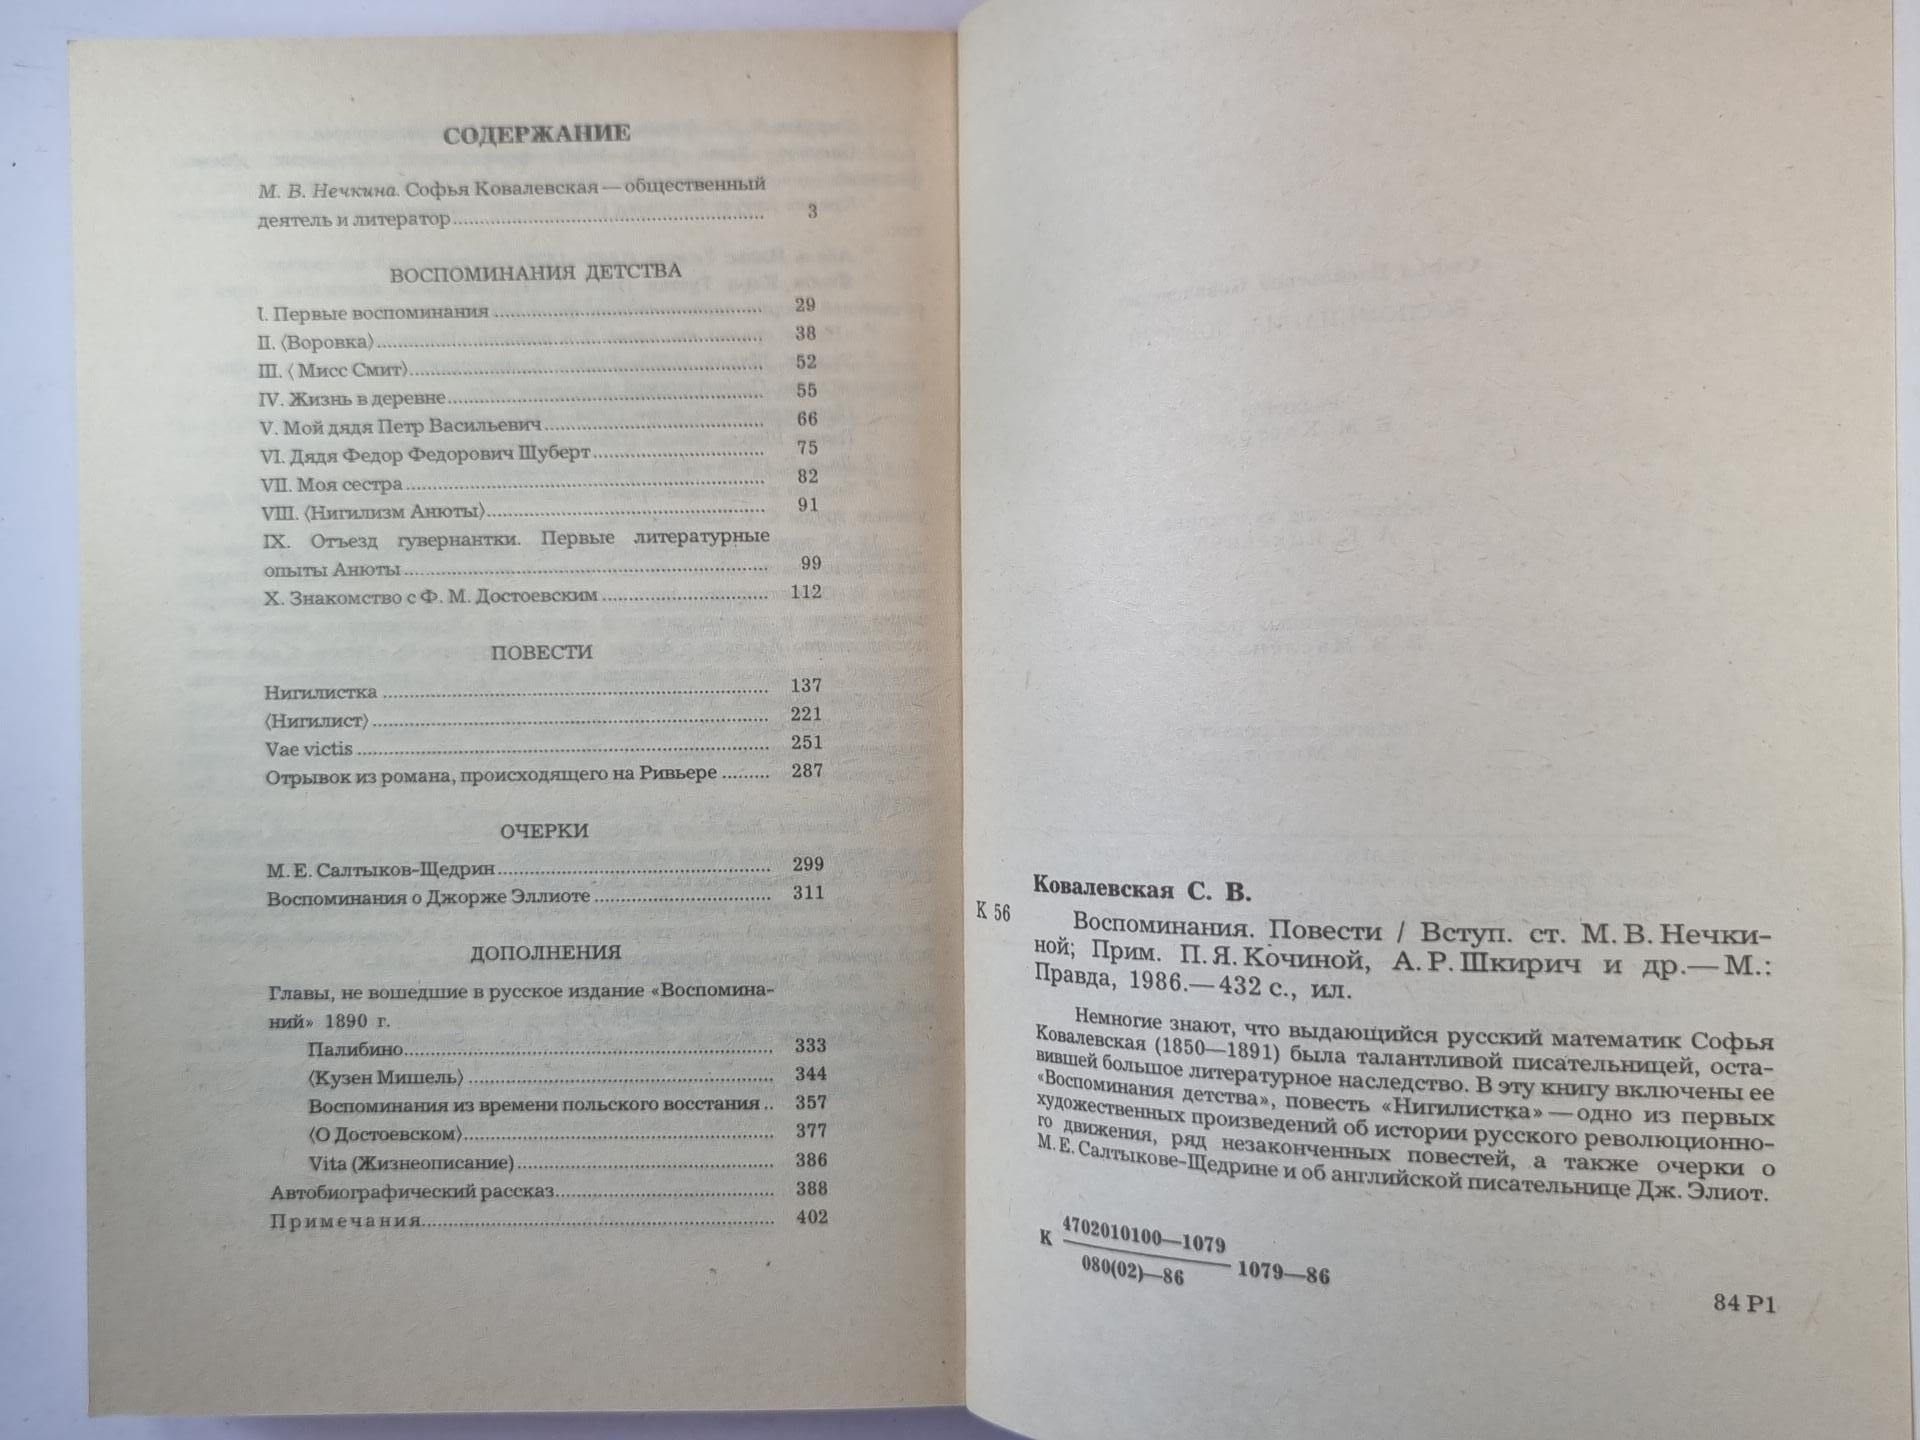 СОДЕРЖАНИЕ
М. В. Нечкина. Софья Ковалевская — общественный
деятель и литератор ..... 3
ВОСПОМИНАНИЯ ДЕТСТВА
I. Первые воспоминания ..... 29
II. ⟨Воровка⟩ ..... 38
III. ⟨Мисс Смит⟩ ..... 52
IV. Жизнь в деревне ..... 55
V. Мой дядя Петр Васильевич ..... 66
VI. Дядя Федор Федорович Шуберт ..... 75
VII. Моя сестра ..... 82
VIII. ⟨Нигилизм Анюты⟩ ..... 91
IX. Отъезд гувернантки. Первые литературные
опыты Анюты ..... 99
X. Знакомство с Ф. М. Достоевским ..... 112
ПОВЕСТИ
Нигилистка ..... 137
⟨Нигилист⟩ ..... 221
Vae victis ..... 251
Отрывок из романа, происходящего на Ривьере ..... 287
ОЧЕРКИ
М. Е. Салтыков-Щедрин ..... 299
Воспоминания о Джорже Эллиоте ..... 311
ДОПОЛНЕНИЯ
Главы, не вошедшие в русское издание «Воспомина-
ний» 1890 г.
Палибино ..... 333
⟨Кузен Мишель⟩ ..... 344
Воспоминания из времени польского восстания .. 357
⟨О Достоевском⟩ ..... 377
Vita (Жизнеописание) ..... 386
Автобиографический рассказ ..... 388
Примечания ..... 402
Ковалевская С. В.
К 56
Воспоминания. Повести / Вступ. ст. М. В. Нечки-
ной; Прим. П. Я. Кочиной, А. Р. Шкирич и др. — М.:
Правда, 1986. — 432 с., ил.
Немногие знают, что выдающийся русский математик Софья
Ковалевская (1850—1891) была талантливой писательницей, оста-
вившей большое литературное наследство. В эту книгу включены ее
«Воспоминания детства», повесть «Нигилистка» — одно из первых
художественных произведений об истории русского революционно-
го движения, ряд незаконченных повестей, а также очерки о
М. Е. Салтыкове-Щедрине и об английской писательнице Дж. Элиот.
4702010100—1079
К 1079—86
080(02)—86
84 Р1